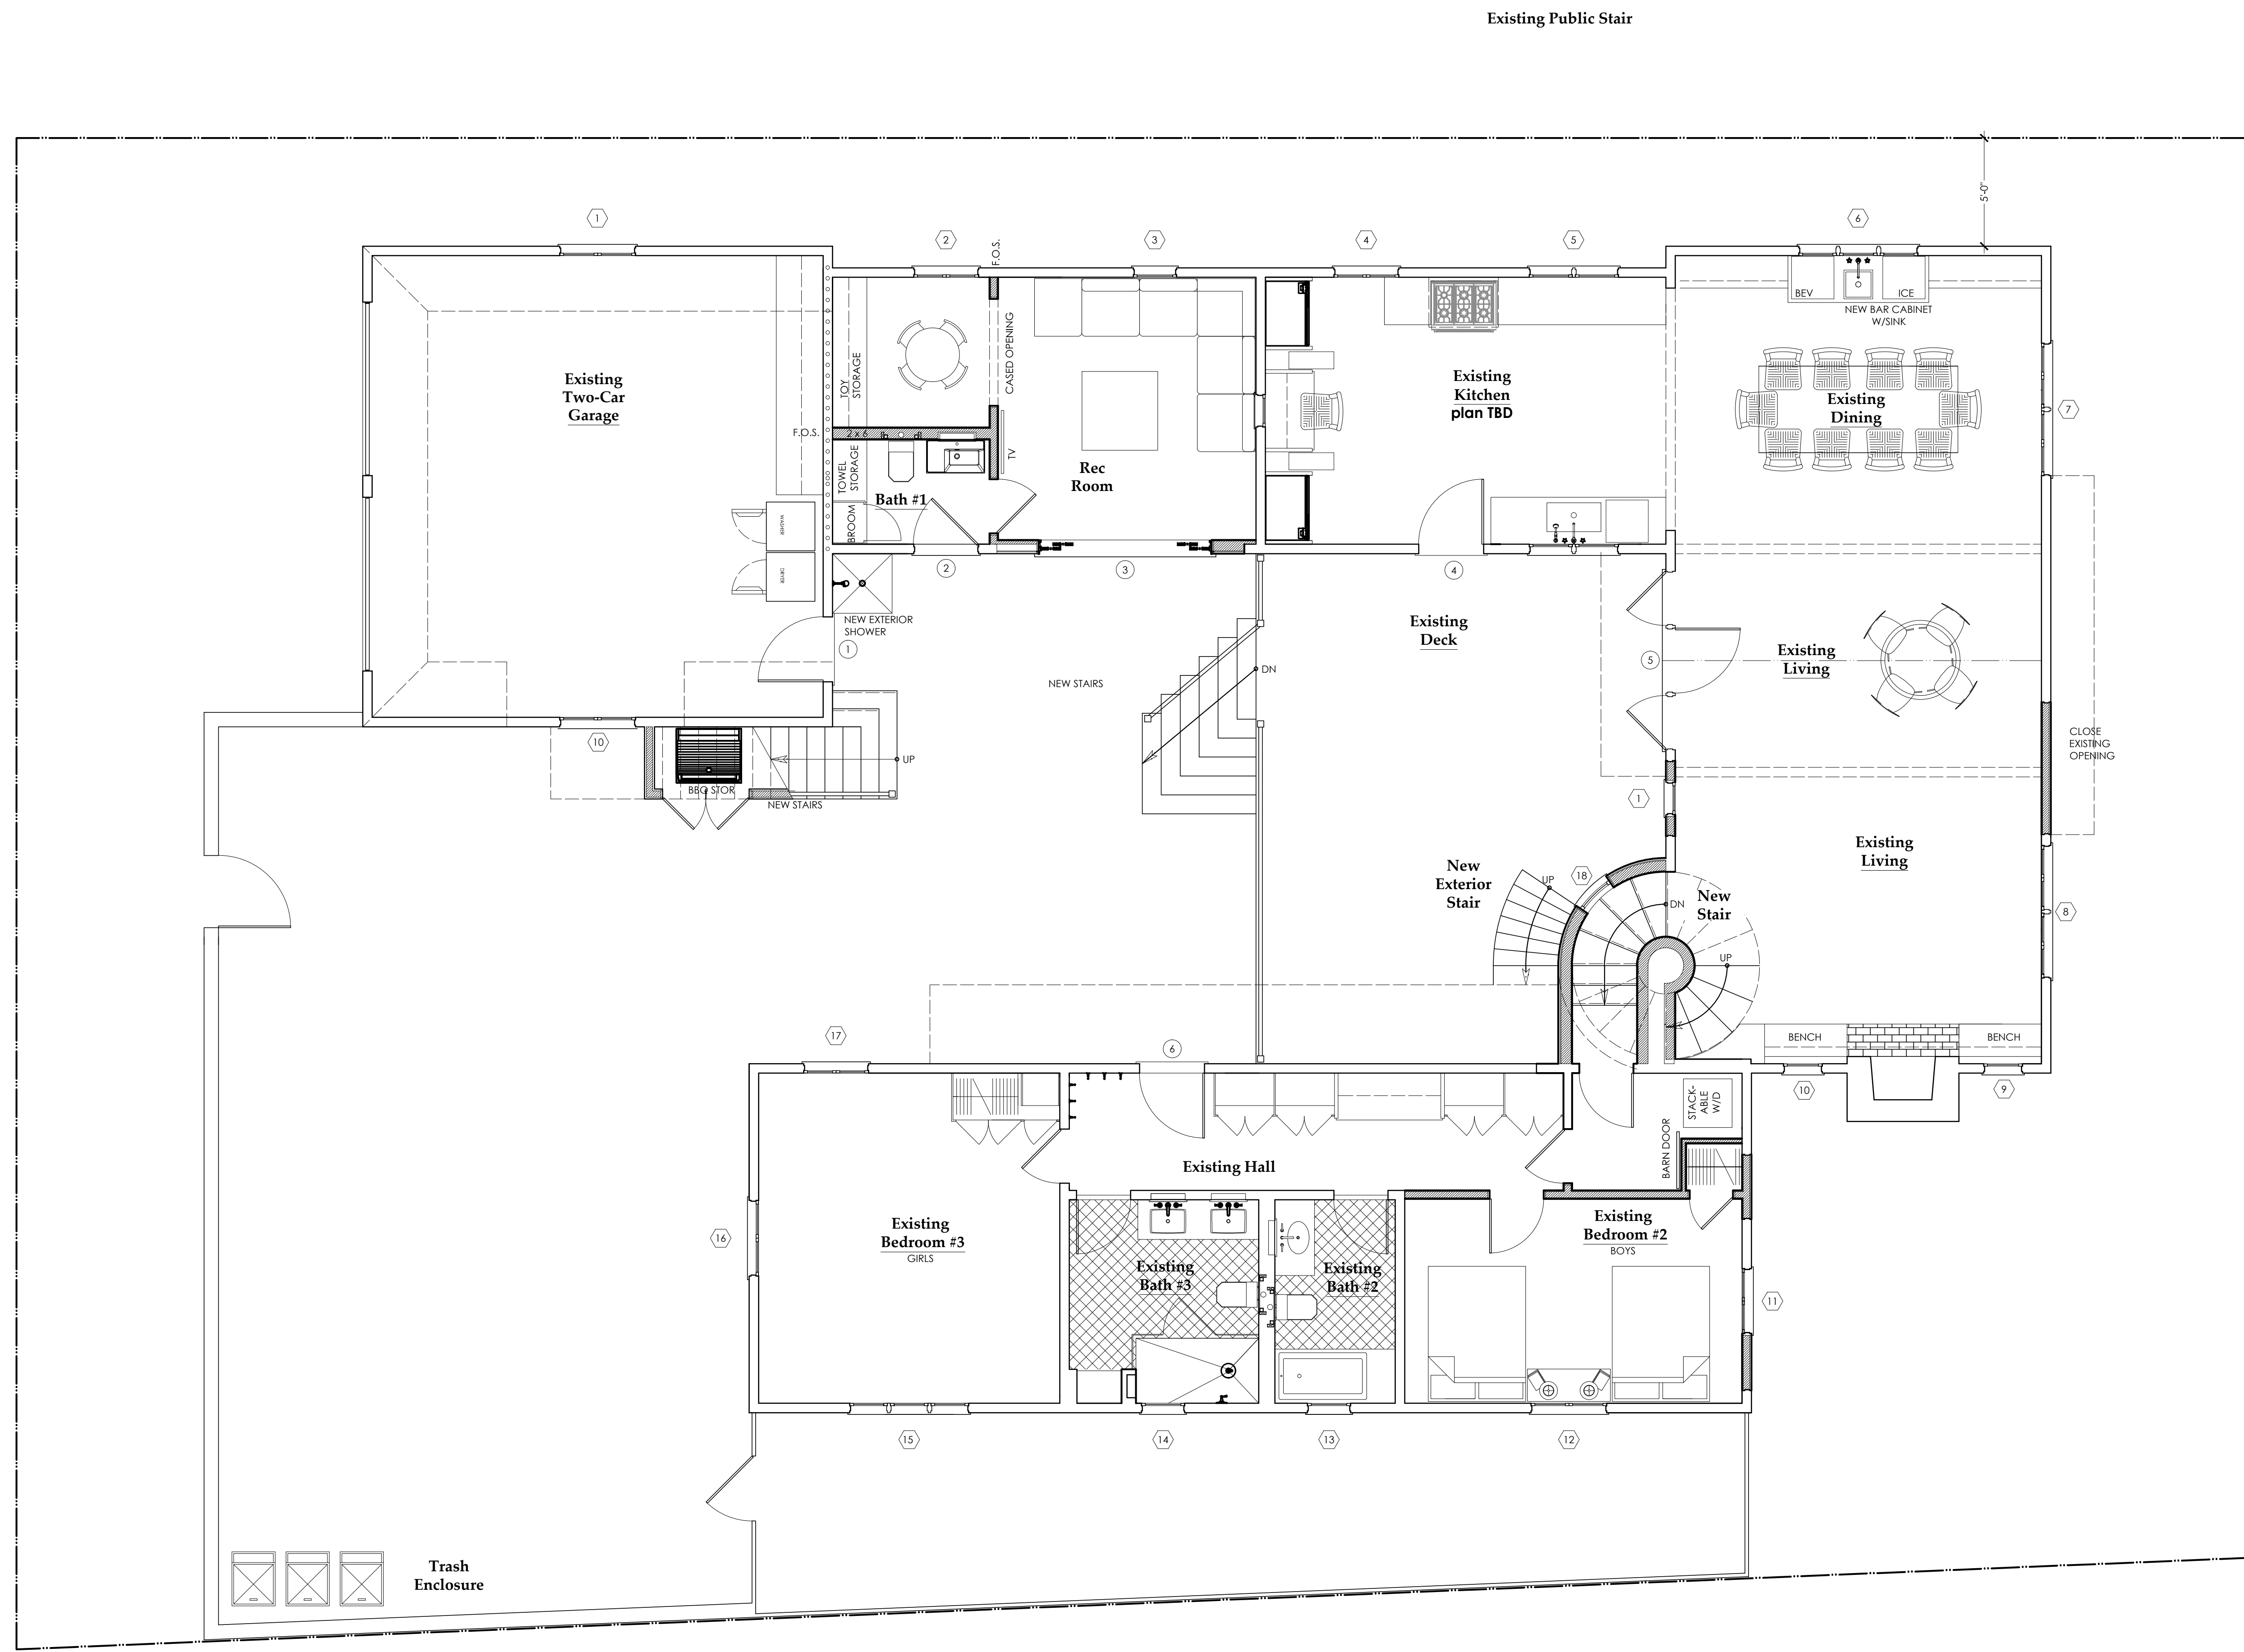 Existing Public Stair
5'-0"
1
2
F.O.S.
3
4
5
6
BEV
ICE
NEW BAR CABINET
W/SINK
Existing
Two-Car
Garage
TOY
STORAGE
CASED OPENING
Existing
Kitchen
plan TBD
Existing
Dining
7
F.O.S.
2 x 6
TOWEL
STORAGE
TV
Rec
Room
Bath #1
BROOM
WASHER
DRYER
2
3
4
NEW EXTERIOR
SHOWER
1
Existing
Deck
5
Existing
Living
DN
NEW STAIRS
10
UP
BBQ STOR
NEW STAIRS
CLOSE
EXISTING
OPENING
1
Existing
Living
New
Exterior
Stair
UP
18
DN
New
Stair
8
UP
17
6
BENCH
BENCH
10
9
STACK-
ABLE
W/D
BARN DOOR
Existing Hall
16
Existing
Bedroom #3
GIRLS
Existing
Bath #3
Existing
Bath #2
Existing
Bedroom #2
BOYS
11
15
14
13
12
Trash
Enclosure